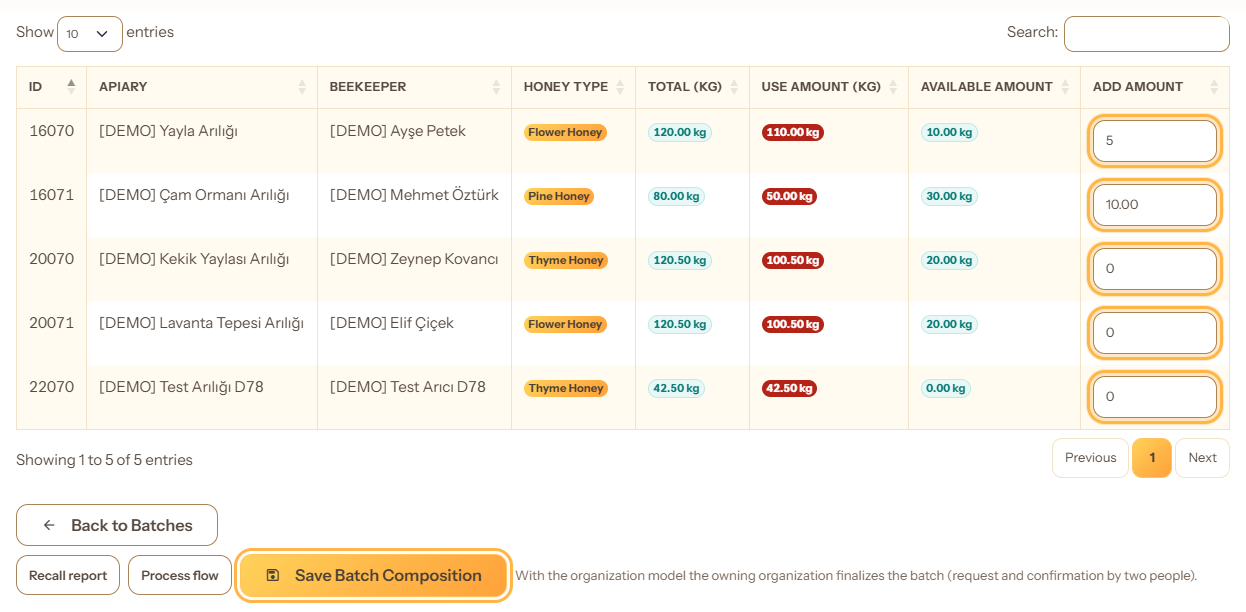 Show 10 entries Search:
ID APIARY BEEKEEPER HONEY TYPE TOTAL (KG) USE AMOUNT (KG) AVAILABLE AMOUNT ADD AMOUNT
16070 [DEMO] Yayla Arılığı [DEMO] Ayşe Petek Flower Honey 120.00 kg 110.00 kg 10.00 kg 5
16071 [DEMO] Çam Ormanı Arılığı [DEMO] Mehmet Öztürk Pine Honey 80.00 kg 50.00 kg 30.00 kg 10.00
20070 [DEMO] Kekik Yaylası Arılığı [DEMO] Zeynep Kovancı Thyme Honey 120.50 kg 100.50 kg 20.00 kg 0
20071 [DEMO] Lavanta Tepesi Arılığı [DEMO] Elif Çiçek Flower Honey 120.50 kg 100.50 kg 20.00 kg 0
22070 [DEMO] Test Arılığı D78 [DEMO] Test Arıcı D78 Thyme Honey 42.50 kg 42.50 kg 0.00 kg 0
Showing 1 to 5 of 5 entries Previous 1 Next
Back to Batches
Recall report Process flow Save Batch Composition With the organization model the owning organization finalizes the batch (request and confirmation by two people).